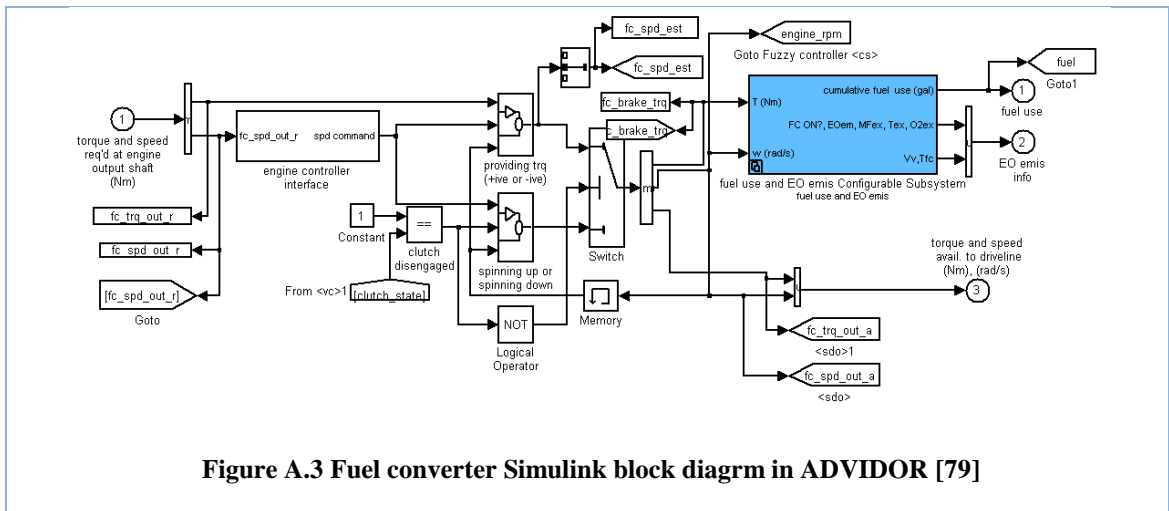 fc_spd_est
engine_rpm
Goto Fuzzy controller <cs>
fc_spd_est
fuel
Goto1
cumulative fuel use (gal)
1
fuel use
fc_brake_trq
T (Nm)
1
torque and speed
req'd at engine
output shaft
(Nm)
fc_spd_out_r
spd command
engine controller
interface
c_brake_trq
FC ON?, EOem, MFex, Tex, O2ex
2
EO emis
info
providing trq
(+ive or -ive)
w (rad/s)
Vv,Tfc
fuel use and EO emis Configurable Subsystem
fuel use and EO emis
m
fc_trq_out_r
1
Constant
==
clutch
disengaged
Switch
fc_spd_out_r
spinning up or
spinning down
torque and speed
avail. to driveline
(Nm), (rad/s)
3
[fc_spd_out_r]
Goto
From <vc>1
[clutch_state]
Memory
NOT
Logical
Operator
fc_trq_out_a
<sdo>1
fc_spd_out_a
<sdo>
Figure A.3 Fuel converter Simulink block diagrm in ADVIDOR [79]